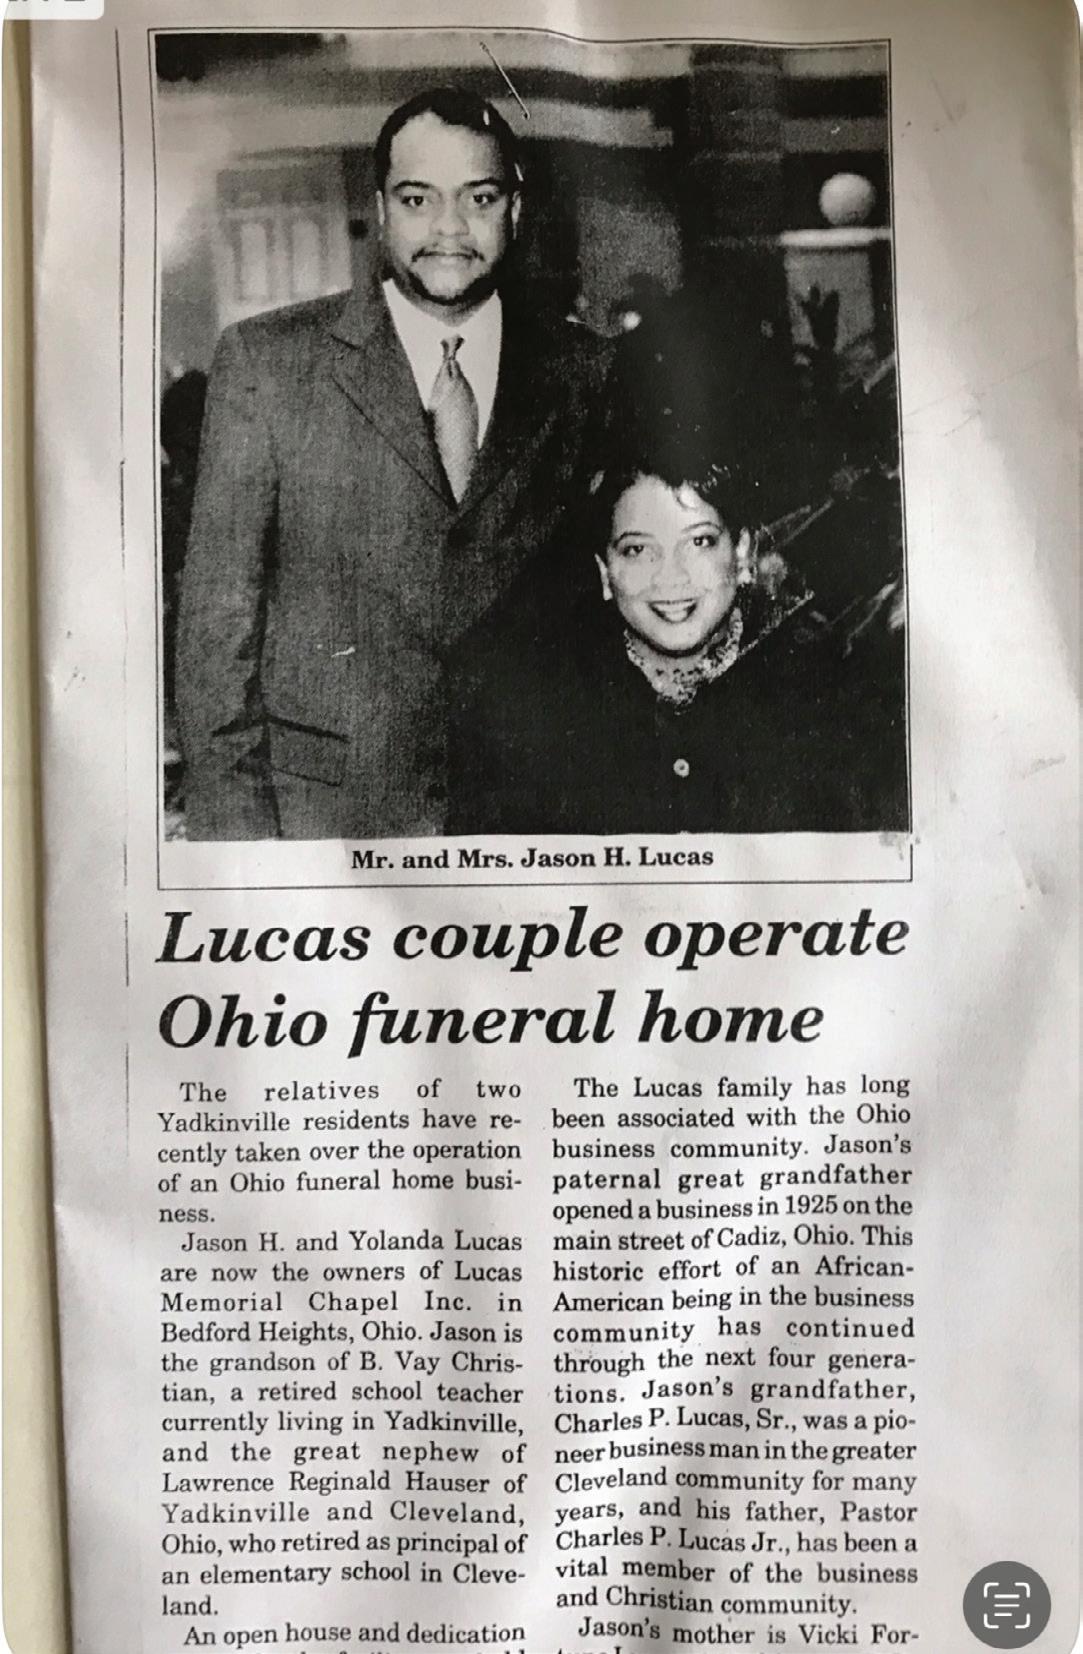 Mr. and Mrs. Jason H. Lucas
Lucas couple operate
Ohio funeral home
The relatives of two
Yadkinville residents have re-
cently taken over the operation
of an Ohio funeral home busi-
ness.
Jason H. and Yolanda Lucas
are now the owners of Lucas
Memorial Chapel Inc. in
Bedford Heights, Ohio. Jason is
the grandson of B. Vay Chris-
tian, a retired school teacher
currently living in Yadkinville,
and the great nephew of
Lawrence Reginald Hauser of
Yadkinville and Cleveland,
Ohio, who retired as principal of
an elementary school in Cleve-
land.
An open house and dedication
The Lucas family has long
been associated with the Ohio
business community. Jason's
paternal great grandfather
opened a business in 1925 on the
main street of Cadiz, Ohio. This
historic effort of an African-
American being in the business
community has continued
through the next four genera-
tions. Jason's grandfather,
Charles P. Lucas, Sr., was a pio-
neer business man in the greater
Cleveland community for many
years, and his father, Pastor
Charles P. Lucas Jr., has been a
vital member of the business
and Christian community.
Jason's mother is Vicki For-